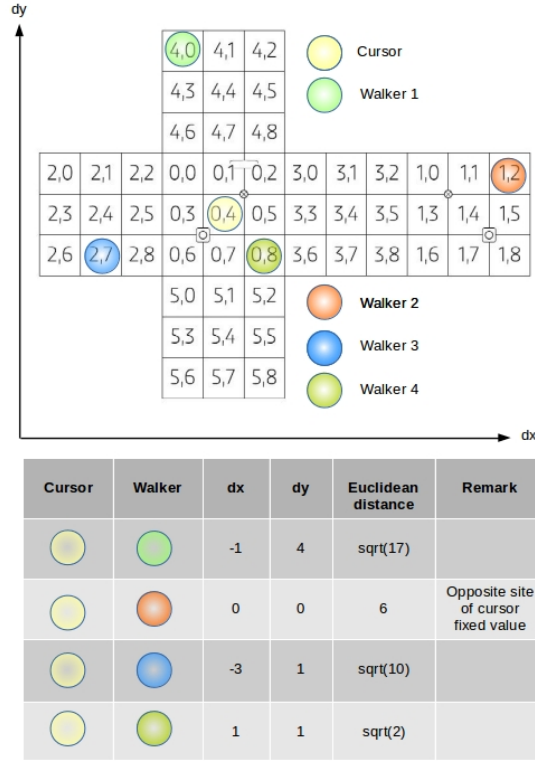 dy
4,0 4,1 4,2
Cursor
4,3 4,4 4,5
Walker 1
4,6 4,7 4,8
2,0 2,1 2,2 0,0 0,1 0,2 3,0 3,1 3,2 1,0 1,1 1,2
2,3 2,4 2,5 0,3 0,4 0,5 3,3 3,4 3,5 1,3 1,4 1,5
2,6 2,7 2,8 0,6 0,7 0,8 3,6 3,7 3,8 1,6 1,7 1,8
5,0 5,1 5,2
Walker 2
5,3 5,4 5,5
Walker 3
5,6 5,7 5,8
Walker 4
dx
Cursor Walker dx dy Euclidean distance Remark
-1 4 sqrt(17)
0 0 6 Opposite site of cursor fixed value
-3 1 sqrt(10)
1 1 sqrt(2)